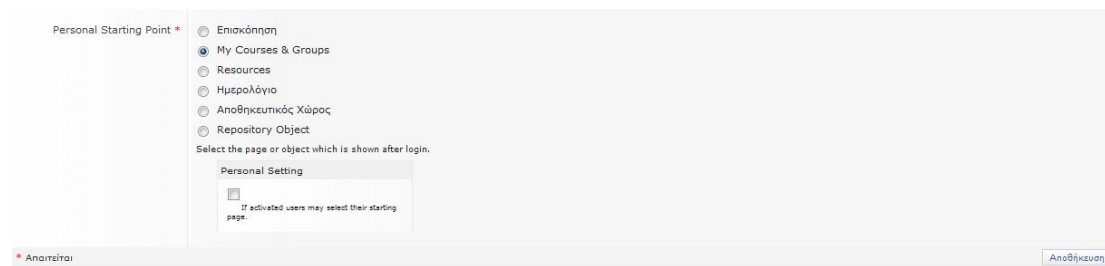 Personal Starting Point *
Επισκόπηση
My Courses & Groups
Resources
Ημερολόγιο
Αποθηκευτικός Χώρος
Repository Object
Select the page or object which is shown after login.
Personal Setting
If activated users may select their starting
page.
* Απαιτείται
Αποθήκευση